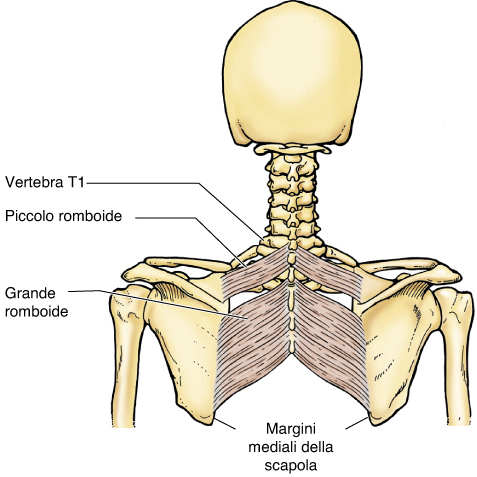 Vertebra T1
Piccolo romboide
Grande
romboide
Margini
mediali della
scapola